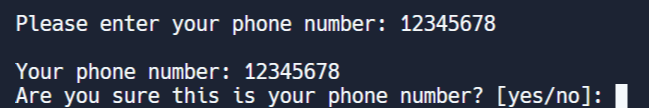 Please enter your phone number: 12345678
Your phone number: 12345678
Are you sure this is your phone number? [yes/no]: